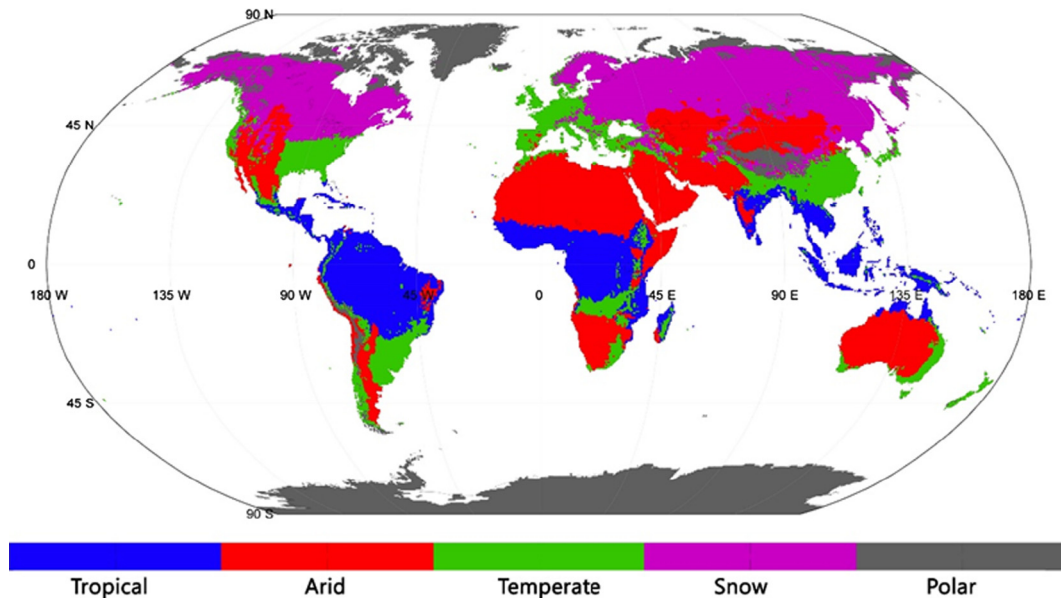 90 N
45 N
0
180 W 135 W 90 W 45 W 0 45 E 90 E 135 E 180 E
45 S
90 S
Tropical Arid Temperate Snow Polar